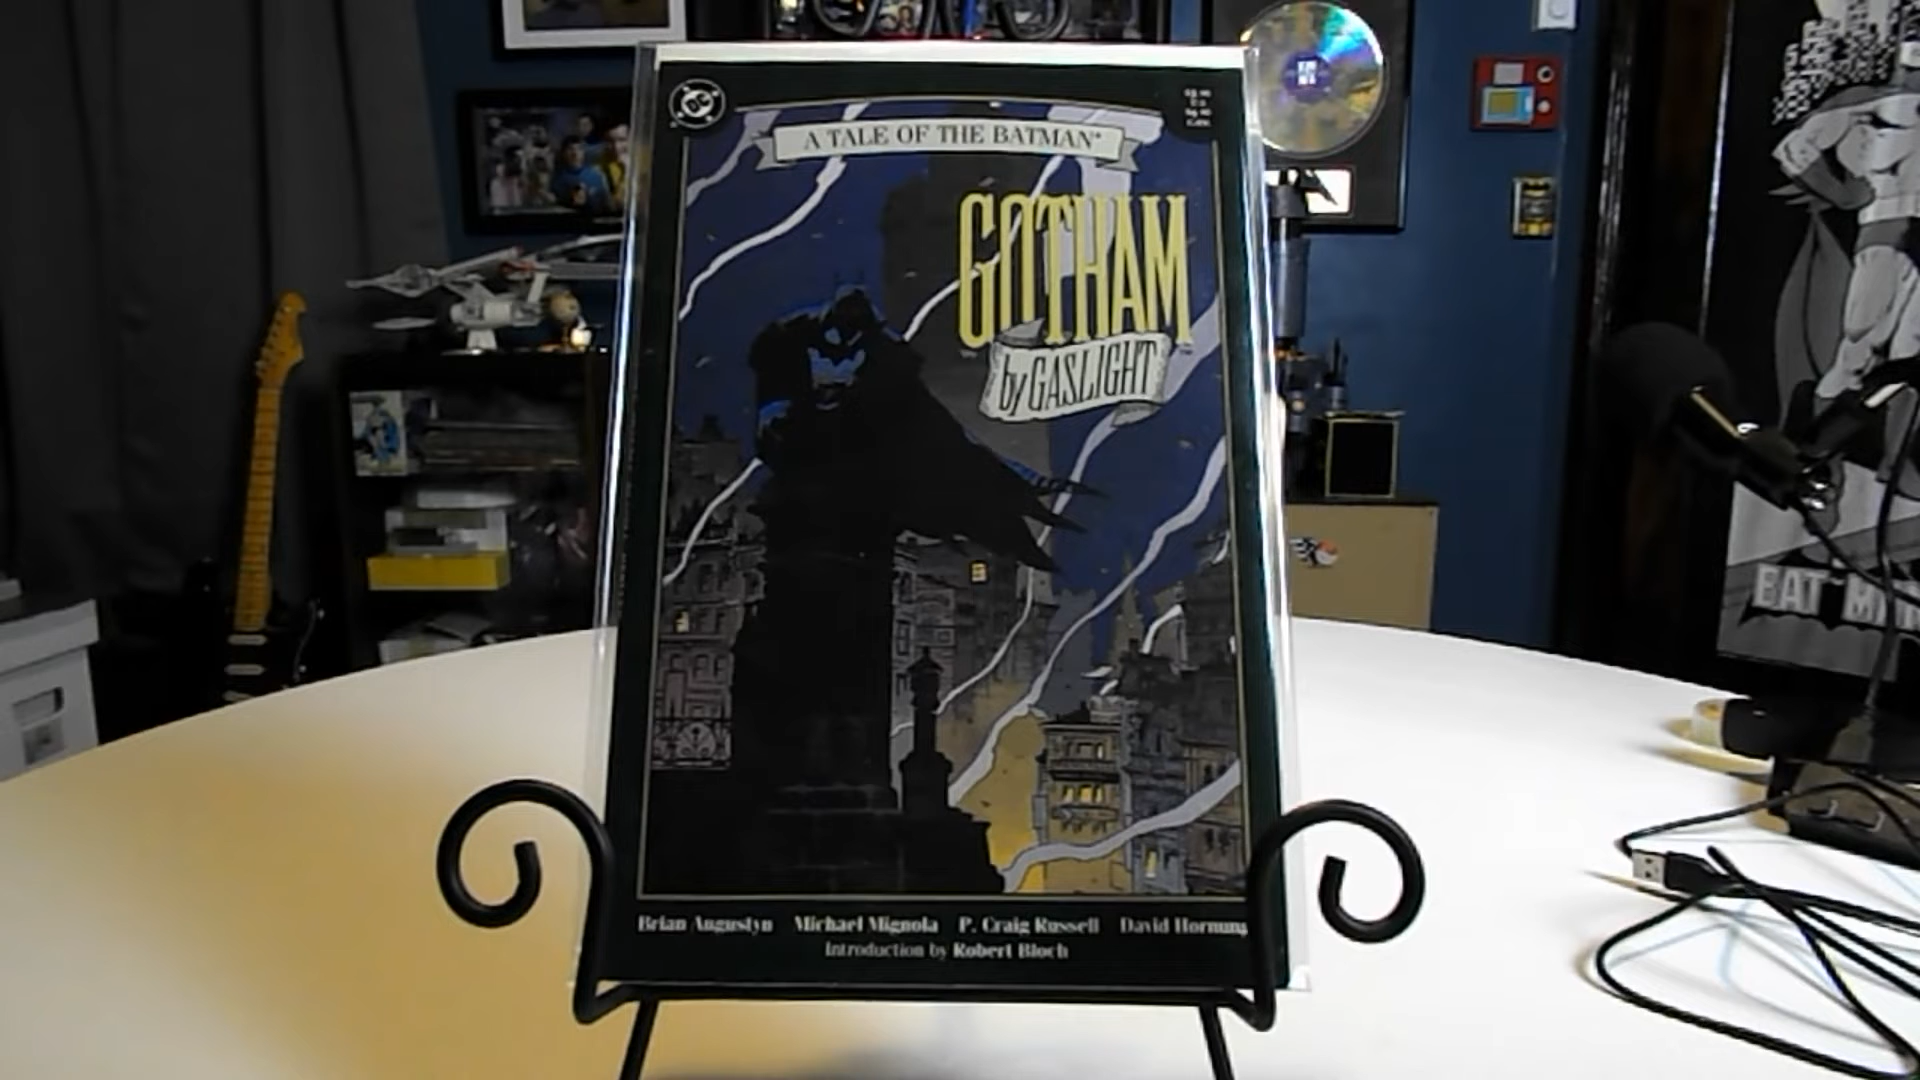 DC
A TALE OF THE BATMAN
GOTHAM
by GASLIGHT
Brian Augustyn Michael Mignola P. Craig Russell David Hornung
Introduction by Robert Bloch
BATMAN